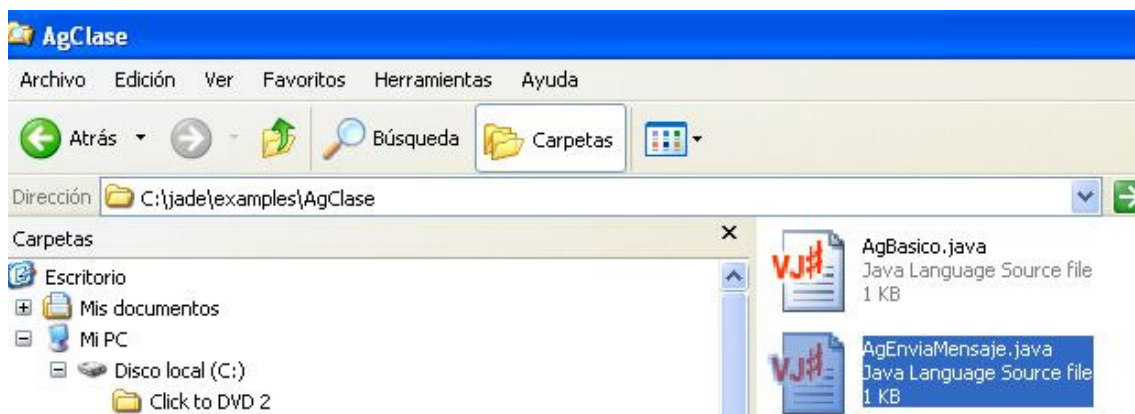 AgClase
Archivo Edición Ver Favoritos Herramientas Ayuda
Atrás Búsqueda Carpetas
Dirección C:\jade\examples\AgClase
Carpetas
Escritorio
Mis documentos
Mi PC
Disco local (C:)
Click to DVD 2
VJ#
AgBasico.java
Java Language Source file
1 KB
VJ#
AgEnviaMensaje.java
Java Language Source file
1 KB